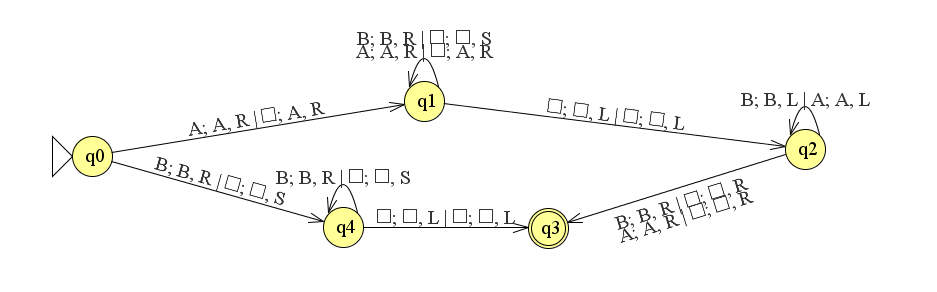 B; B, R | □; □, S
A; A, R | □; A, R
q1
A; A, R | □; A, R
□; □, L | □; □, L
B; B, L | A; A, L
q2
q0
B; B, R | □; □, S
B; B, R | □; □, S
q4
□; □, L | □; □, L
q3
B; B, R | □; □, R
A; A, R | □; □, R